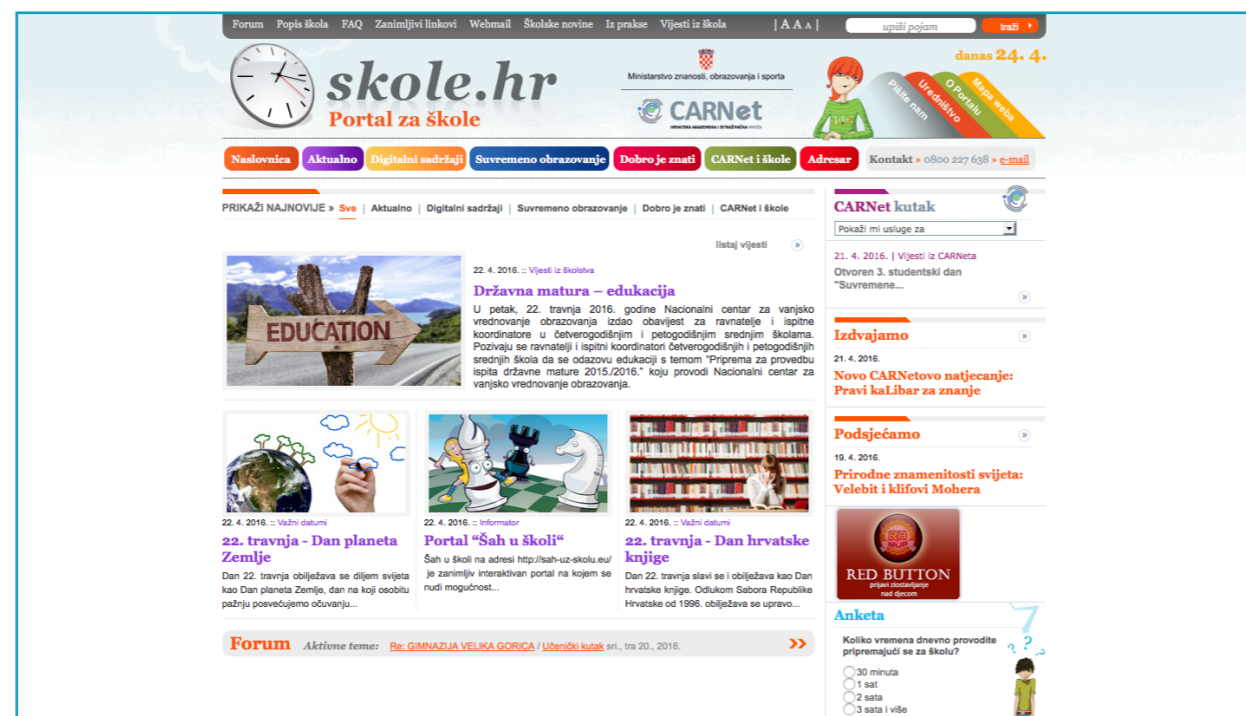 Forum Popis škola FAQ Zanimljivi linkovi Webmail Školske novine Iz prakse Vijesti iz škola | A A A | upiši pojam traži
danas 24. 4.
skole.hr
Portal za škole
Ministarstvo znanosti, obrazovanja i sporta
CARNet
HRVATSKA AKADEMSKA I ISTRAŽIVAČKA MREŽA
Pišite nam
Uredništvo
O Portalu
Mapa weba
Naslovnica Aktualno Digitalni sadržaji Suvremeno obrazovanje Dobro je znati CARNet i škole Adresar Kontakt » 0800 227 638 » e-mail
PRIKAŽI NAJNOVIJE » Sve | Aktualno | Digitalni sadržaji | Suvremeno obrazovanje | Dobro je znati | CARNet i škole
listaj vijesti »
EDUCATION
22. 4. 2016. :: Vijesti iz školstva
Državna matura – edukacija
U petak, 22. travnja 2016. godine Nacionalni centar za vanjsko
vrednovanje obrazovanja izdao obavijest za ravnatelje i ispitne
koordinatore u četverogodišnjim i petogodišnjim srednjim školama.
Pozivaju se ravnatelji i ispitni koordinatori četverogodišnjih i petogodišnjih
srednjih škola da se odazovu edukaciji s temom "Priprema za provedbu
ispita državne mature 2015./2016." koju provodi Nacionalni centar za
vanjsko vrednovanje obrazovanja.
22. 4. 2016. :: Važni datumi
22. travnja - Dan planeta
Zemlje
Dan 22. travnja obilježava se diljem svijeta
kao Dan planeta Zemlje, dan na koji osobitu
pažnju posvećujemo očuvanju...
22. 4. 2016. :: Informator
Portal “Šah u školi“
Šah u školi na adresi http://sah-uz-skolu.eu/
je zanimljiv interaktivan portal na kojem se
nudi mogućnost...
22. 4. 2016. :: Važni datumi
22. travnja - Dan hrvatske
knjige
Dan 22. travnja slavi se i obilježava kao Dan
hrvatske knjige. Odlukom Sabora Republike
Hrvatske od 1996. obilježava se upravo...
Forum Aktivne teme: Re: GIMNAZIJA VELIKA GORICA / Učenički kutak sri., tra 20., 2016. »
CARNet kutak
Pokaži mi usluge za
21. 4. 2016. | Vijesti iz CARNeta
Otvoren 3. studentski dan
"Suvremene...
»
Izdvajamo »
21. 4. 2016.
Novo CARNetovo natjecanje:
Pravi kaLibar za znanje
Podsjećamo »
19. 4. 2016.
Prirodne znamenitosti svijeta:
Velebit i klifovi Mohera
MUP
RED BUTTON
prijavi zlostavljanje
nad djecom
Anketa
Koliko vremena dnevno provodite
pripremajući se za školu?
30 minuta
1 sat
2 sata
3 sata i više